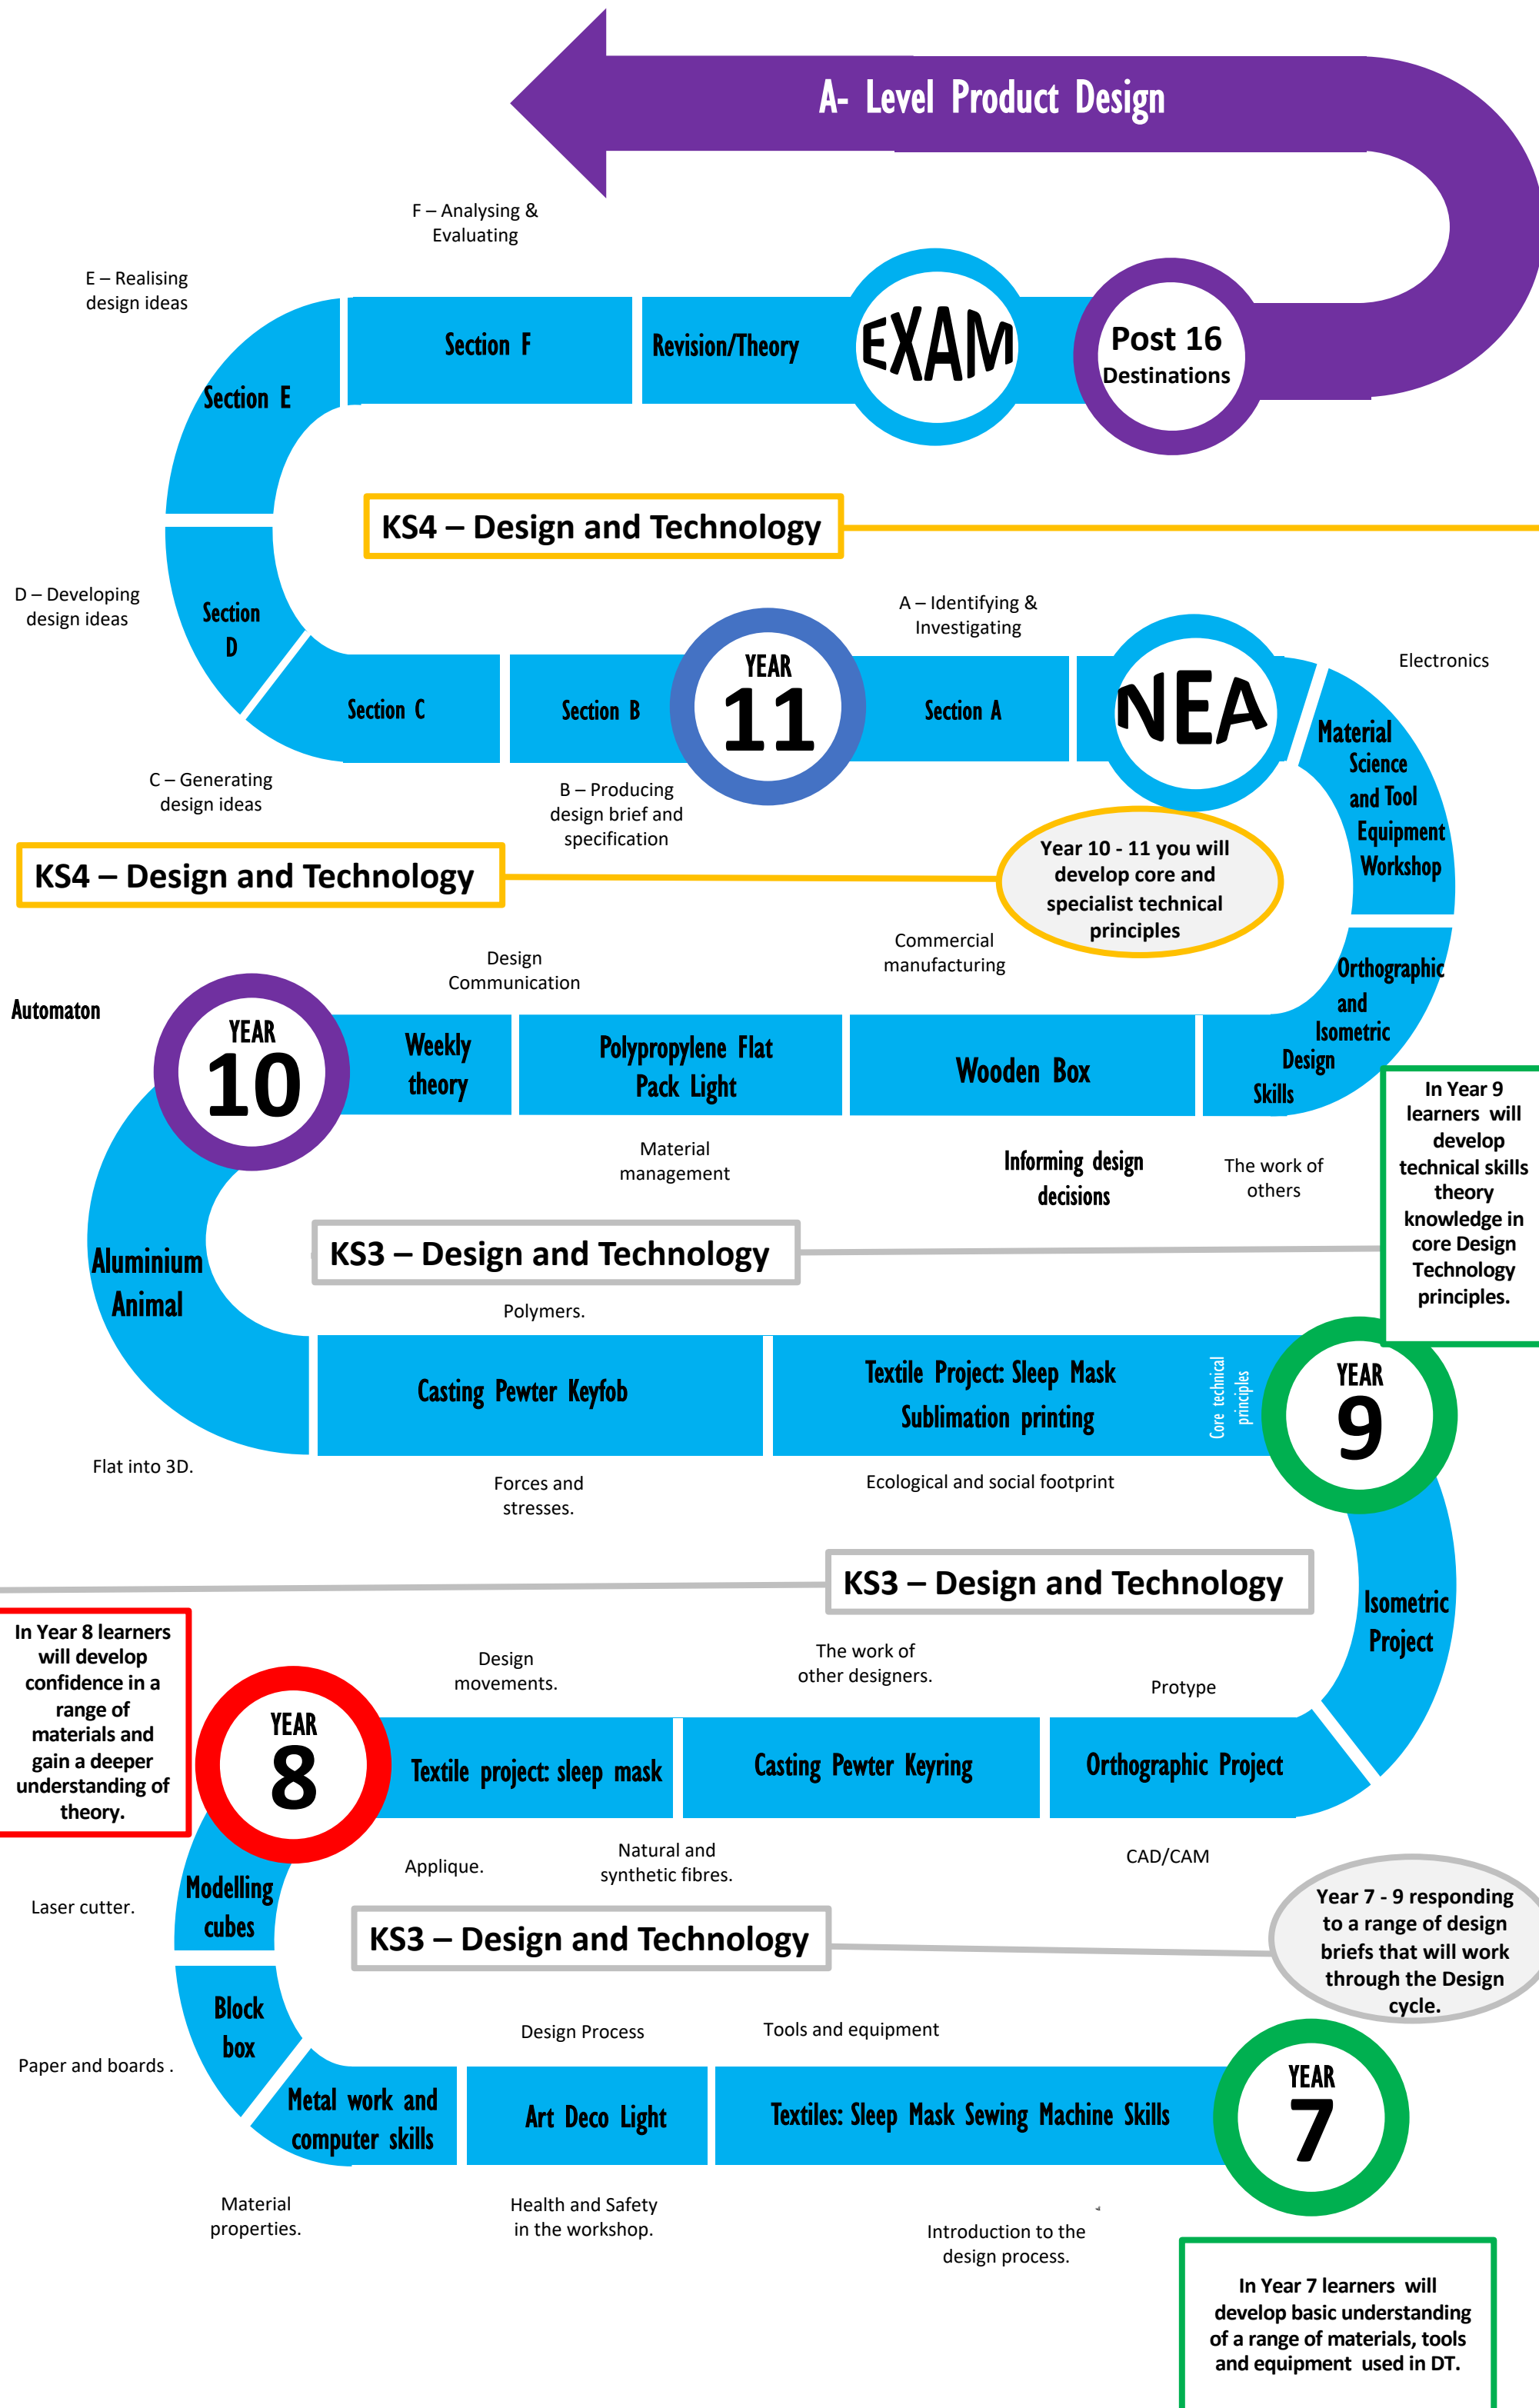 A- Level Product Design
F – Analysing &
Evaluating
E – Realising
design ideas
Section E
Section F
Revision/Theory
EXAM
Post 16
Destinations
KS4 – Design and Technology
D – Developing
design ideas
Section
D
Section C
Section B
YEAR
11
A – Identifying &
Investigating
Section A
NEA
Electronics
Material
Science
and Tool
Equipment
Workshop
C – Generating
design ideas
B – Producing
design brief and
specification
KS4 – Design and Technology
Year 10 - 11 you will
develop core and
specialist technical
principles
Automaton
YEAR
10
Design
Communication
Commercial
manufacturing
Weekly
theory
Polypropylene Flat
Pack Light
Wooden Box
Orthographic
and
Isometric
Design
Skills
Material
management
Informing design
decisions
The work of
others
In Year 9
learners will
develop
technical skills
theory
knowledge in
core Design
Technology
principles.
KS3 – Design and Technology
Aluminium
Animal
Polymers.
Casting Pewter Keyfob
Textile Project: Sleep Mask
Sublimation printing
Core technical
principles
YEAR
9
Flat into 3D.
Forces and
stresses.
Ecological and social footprint
KS3 – Design and Technology
Isometric
Project
In Year 8 learners
will develop
confidence in a
range of
materials and
gain a deeper
understanding of
theory.
YEAR
8
Design
movements.
The work of
other designers.
Protype
Textile project: sleep mask
Casting Pewter Keyring
Orthographic Project
Applique.
Natural and
synthetic fibres.
CAD/CAM
Laser cutter.
Modelling
cubes
KS3 – Design and Technology
Year 7 - 9 responding
to a range of design
briefs that will work
through the Design
cycle.
Block
box
Paper and boards .
Design Process
Tools and equipment
Metal work and
computer skills
Art Deco Light
Textiles: Sleep Mask Sewing Machine Skills
YEAR
7
Material
properties.
Health and Safety
in the workshop.
Introduction to the
design process.
In Year 7 learners will
develop basic understanding
of a range of materials, tools
and equipment used in DT.